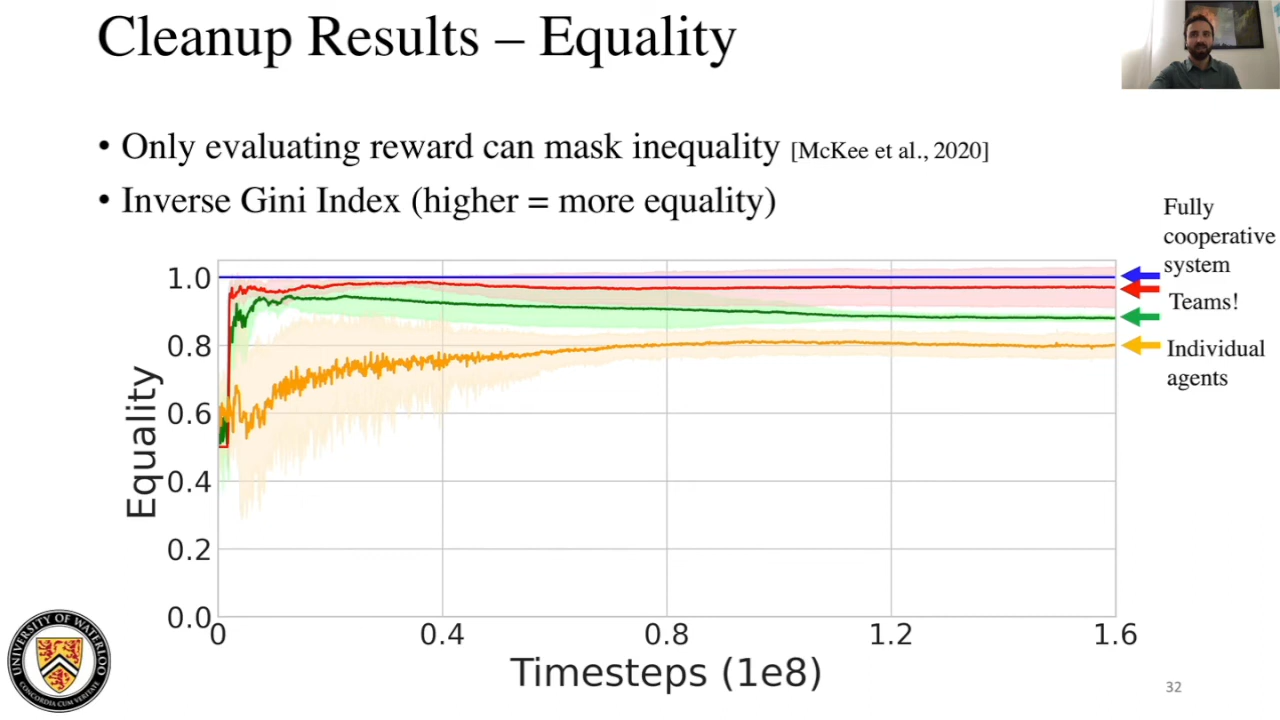 Cleanup Results – Equality
• Only evaluating reward can mask inequality [McKee et al., 2020]
• Inverse Gini Index (higher = more equality)
Fully
cooperative
system
Teams!
Individual
agents
Equality
1.0
0.8
0.6
0.4
0.2
0.0
0
0.4
0.8
1.2
1.6
Timesteps (1e8)
UNIVERSITY OF WATERLOO
CONCORDIA CUM VERITATE
32